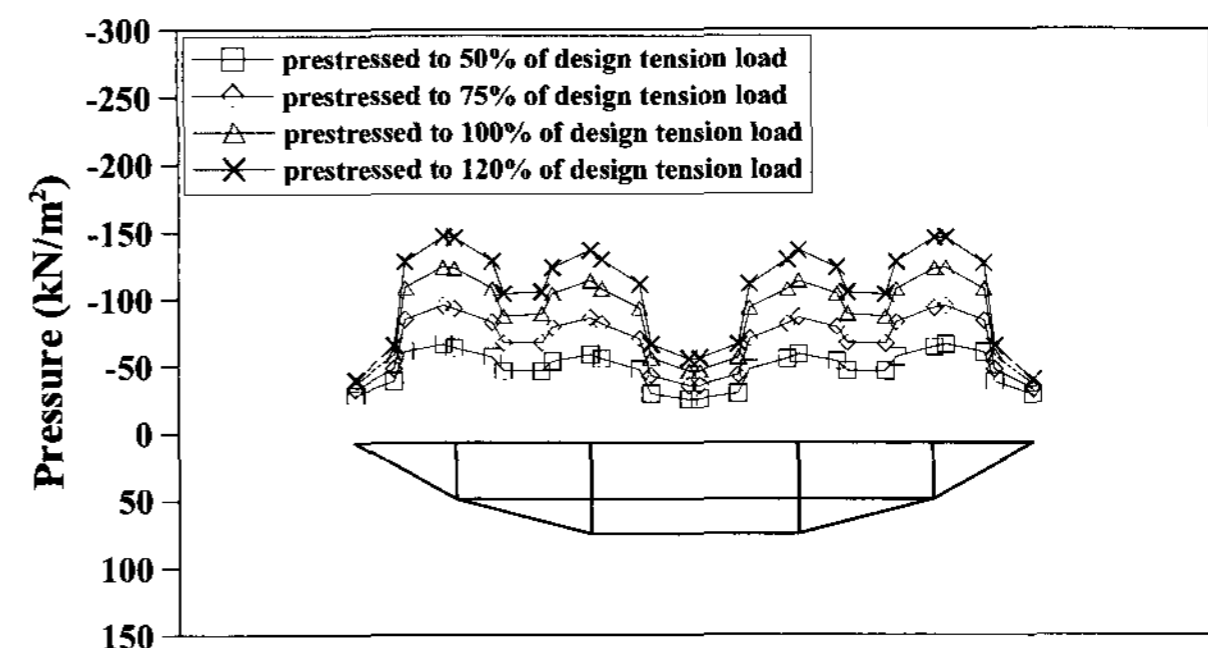 -300
prestressed to 50% of design tension load
-250
prestressed to 75% of design tension load
prestressed to 100% of design tension load
-200
prestressed to 120% of design tension load
-150
-100
-50
0
50
100
150
Pressure (kN/m²)